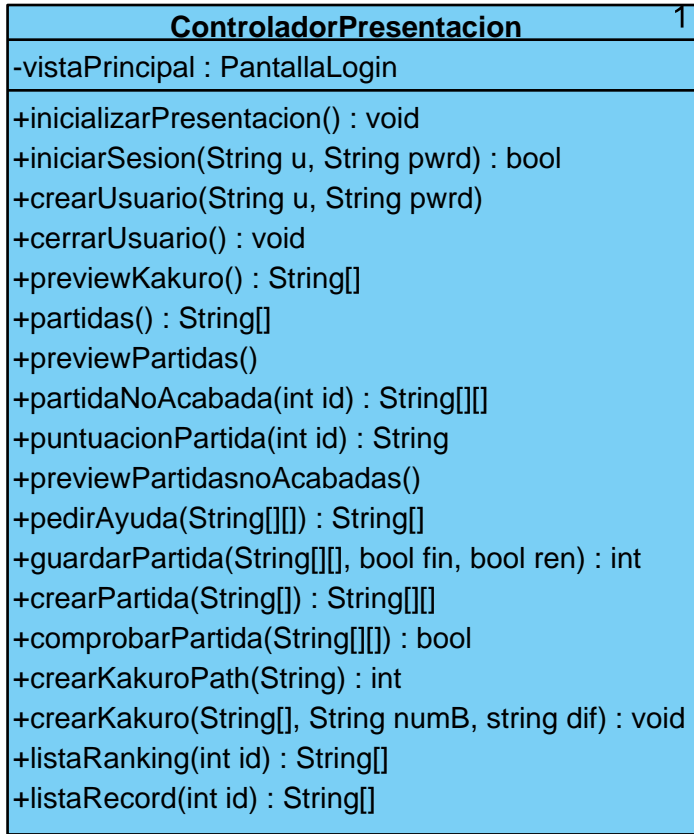 ControladorPresentacion 1
-vistaPrincipal : PantallaLogin
+inicializarPresentacion() : void
+iniciarSesion(String u, String pwrd) : bool
+crearUsuario(String u, String pwrd)
+cerrarUsuario() : void
+previewKakuro() : String[]
+partidas() : String[]
+previewPartidas()
+partidaNoAcabada(int id) : String[][]
+puntuacionPartida(int id) : String
+previewPartidasnoAcabadas()
+pedirAyuda(String[][]) : String[]
+guardarPartida(String[][], bool fin, bool ren) : int
+crearPartida(String[]) : String[][]
+comprobarPartida(String[][]) : bool
+crearKakuroPath(String) : int
+crearKakuro(String[], String numB, string dif) : void
+listaRanking(int id) : String[]
+listaRecord(int id) : String[]